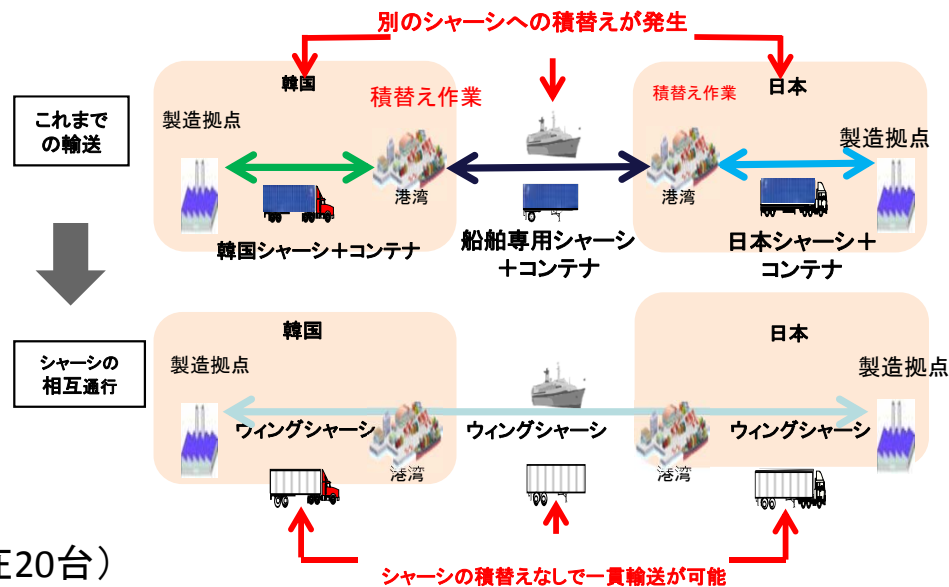 別のシャーシへの積替えが発生
韓国
日本
これまで
の輸送
製造拠点
積替え作業
積替え作業
製造拠点
港湾
港湾
韓国シャーシ＋コンテナ
船舶専用シャーシ
＋コンテナ
日本シャーシ＋
コンテナ
シャーシの
相互通行
韓国
日本
製造拠点
製造拠点
ウィングシャーシ
ウィングシャーシ
ウィングシャーシ
港湾
港湾
在20台）
シャーシの積替えなしで一貫輸送が可能